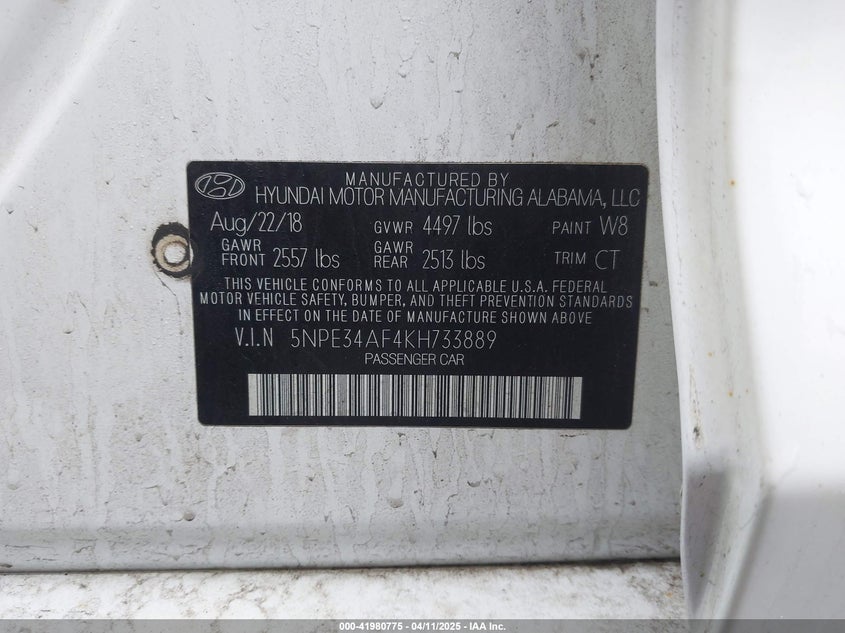 MANUFACTURED BY
HYUNDAI MOTOR MANUFACTURING ALABAMA, LLC
Aug/22/18 GVWR 4497 lbs PAINT W8
GAWR FRONT 2557 lbs GAWR REAR 2513 lbs TRIM CT
THIS VEHICLE CONFORMS TO ALL APPLICABLE U.S.A. FEDERAL
MOTOR VEHICLE SAFETY, BUMPER, AND THEFT PREVENTION STANDARDS
IN EFFECT ON THE DATE OF MANUFACTURE SHOWN ABOVE
V.I.N 5NPE34AF4KH733889
PASSENGER CAR
000-41980775 - 04/11/2025 - IAA Inc.